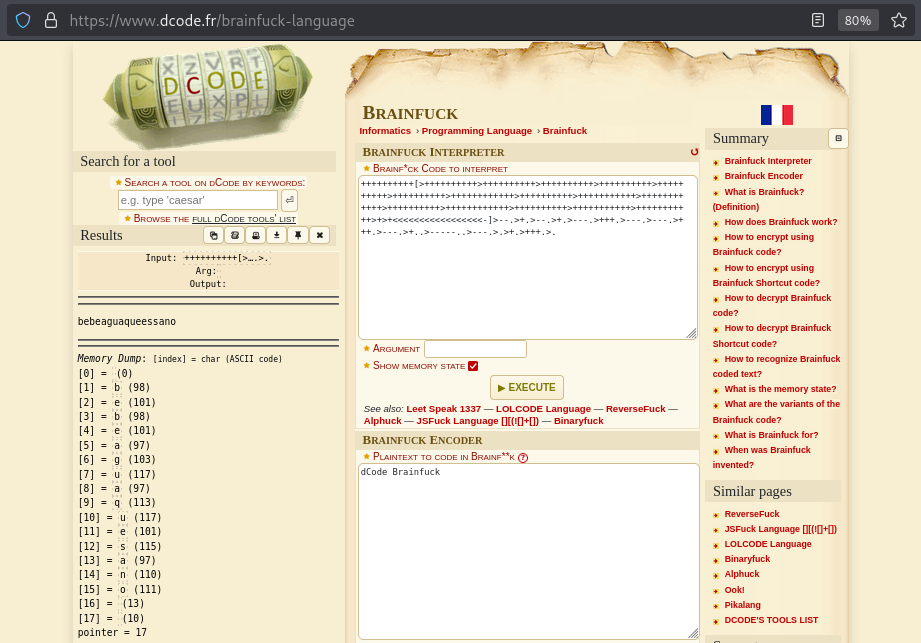 https://www.dcode.fr/brainfuck-language
80%
DCODE
Search for a tool
★ Search a tool on dCode by keywords:
e.g. type 'caesar'
★ Browse the full dCode tools' list
Results
Input: ++++++++++[>….>.
Arg:
Output:
bebeaguaqueessano
Memory Dump: [index] = char (ASCII code)
[0] = (0)
[1] = b (98)
[2] = e (101)
[3] = b (98)
[4] = e (101)
[5] = a (97)
[6] = g (103)
[7] = u (117)
[8] = a (97)
[9] = q (113)
[10] = u (117)
[11] = e (101)
[12] = s (115)
[13] = a (97)
[14] = n (110)
[15] = o (111)
[16] = (13)
[17] = (10)
pointer = 17
Brainfuck
Informatics › Programming Language › Brainfuck
Brainfuck Interpreter
★ Brainf*ck Code to interpret
++>+>+<<<<<<<<<<<<<<<<<-]>--.>+.>--.>+.>---.>+++.>---.>---.>+
++.>---.>+..>-----..>---.>.>+.>+++.>.
★ Argument
★ Show memory state
▶ EXECUTE
See also: Leet Speak 1337 — LOLCODE Language — ReverseFuck —
Alphuck — JSFuck Language [][(![]+[]) — Binaryfuck
Brainfuck Encoder
★ Plaintext to code in Brainf**k ?
dCode Brainfuck
Summary
Brainfuck Interpreter
Brainfuck Encoder
What is Brainfuck?
(Definition)
How does Brainfuck work?
How to encrypt using
Brainfuck code?
How to encrypt using
Brainfuck Shortcut code?
How to decrypt Brainfuck
code?
How to decrypt Brainfuck
Shortcut code?
How to recognize Brainfuck
coded text?
What is the memory state?
What are the variants of the
Brainfuck code?
What is Brainfuck for?
When was Brainfuck
invented?
Similar pages
ReverseFuck
JSFuck Language [][(![]+[])
LOLCODE Language
Binaryfuck
Alphuck
Ook!
Pikalang
DCODE'S TOOLS LIST